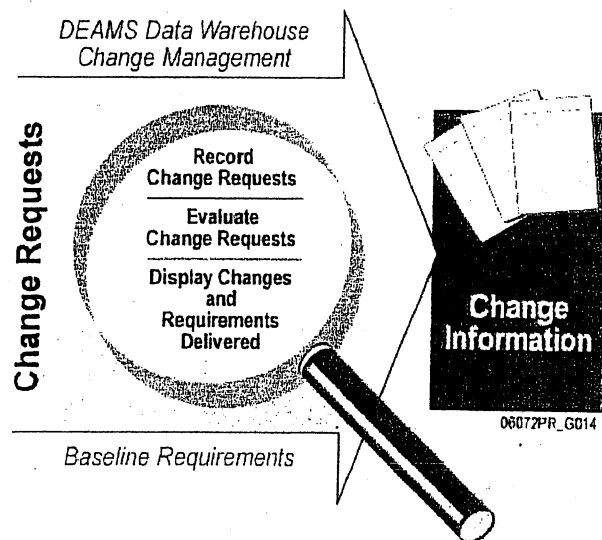 DEAMS Data Warehouse
Change Management
Change Requests
Record
Change Requests
Evaluate
Change Requests
Display Changes
and
Requirements
Delivered
Change
Information
06072PR_G014
Baseline Requirements